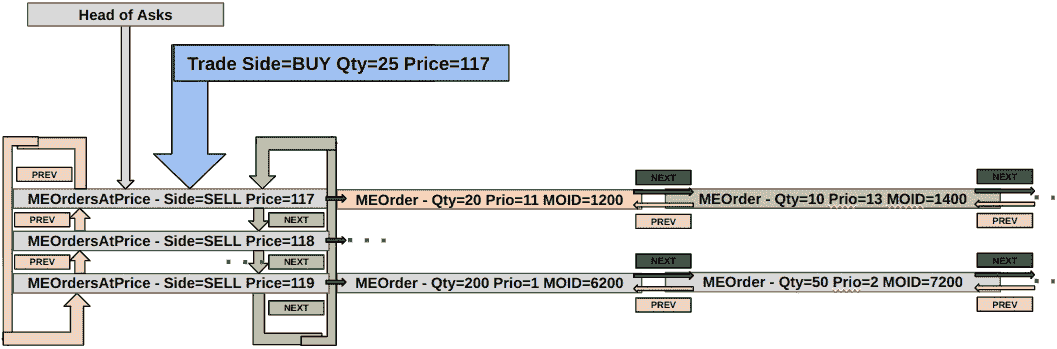 Head of Asks
Trade Side=BUY Qty=25 Price=117
PREV
NEXT
NEXT
MEOrdersAtPrice - Side=SELL Price=117
MEOrder - Qty=20 Prio=11 MOID=1200
MEOrder - Qty=10 Prio=13 MOID=1400
. .
PREV
NEXT
PREV
PREV
MEOrdersAtPrice - Side=SELL Price=118
. . .
PREV
. . .
NEXT
NEXT
NEXT
MEOrdersAtPrice - Side=SELL Price=119
MEOrder - Qty=200 Prio=1 MOID=6200
MEOrder - Qty=50 Prio=2 MOID=7200
. .
NEXT
PREV
PREV